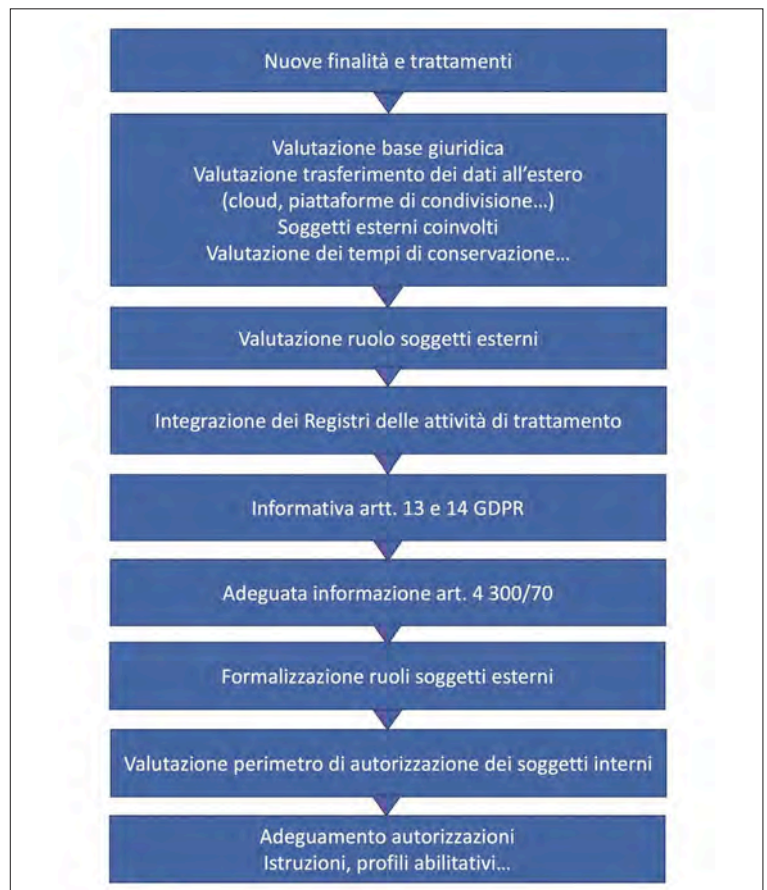 Nuove finalità e trattamenti
Valutazione base giuridica
Valutazione trasferimento dei dati all'estero
(cloud, piattaforme di condivisione…)
Soggetti esterni coinvolti
Valutazione dei tempi di conservazione…
Valutazione ruolo soggetti esterni
Integrazione dei Registri delle attività di trattamento
Informativa artt. 13 e 14 GDPR
Adeguata informazione art. 4 300/70
Formalizzazione ruoli soggetti esterni
Valutazione perimetro di autorizzazione dei soggetti interni
Adeguamento autorizzazioni
Istruzioni, profili abilitativi…